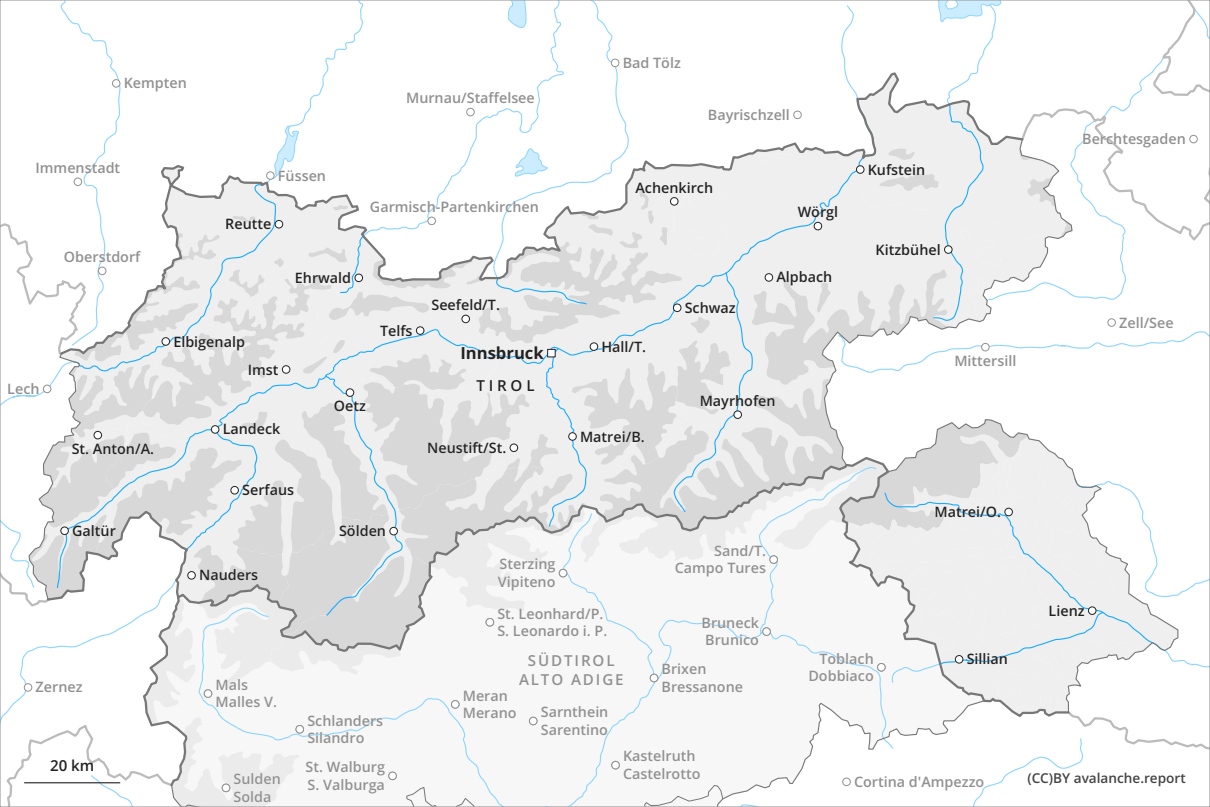 Bad Tölz
Kempten
Murnau/Staffelsee
Bayrischzell
Berchtesgaden
Immenstadt
Füssen
Kufstein
Achenkirch
Garmisch-Partenkirchen
Wörgl
Reutte
Kitzbühel
Oberstdorf
Ehrwald
Alpbach
Seefeld/T.
Schwaz
Zell/See
Telfs
Elbigenalp
Hall/T.
Innsbruck
Mittersill
Imst
TIROL
Lech
Oetz
Mayrhofen
Landeck
Matrei/B.
St. Anton/A.
Neustift/St.
Serfaus
Matrei/O.
Galtür
Sölden
Sand/T.
Campo Tures
Sterzing
Vipiteno
Nauders
Lienz
St. Leonhard/P.
S. Leonardo i. P.
Bruneck
Brunico
Sillian
SÜDTIROL
ALTO ADIGE
Toblach
Dobbiaco
Brixen
Bressanone
Zernez
Mals
Malles V.
Meran
Merano
Sarnthein
Sarentino
Schlanders
Silandro
Kastelruth
Castelrotto
20 km
St. Walburg
S. Valburga
Sulden
Solda
Cortina d'Ampezzo
(CC)BY avalanche.report